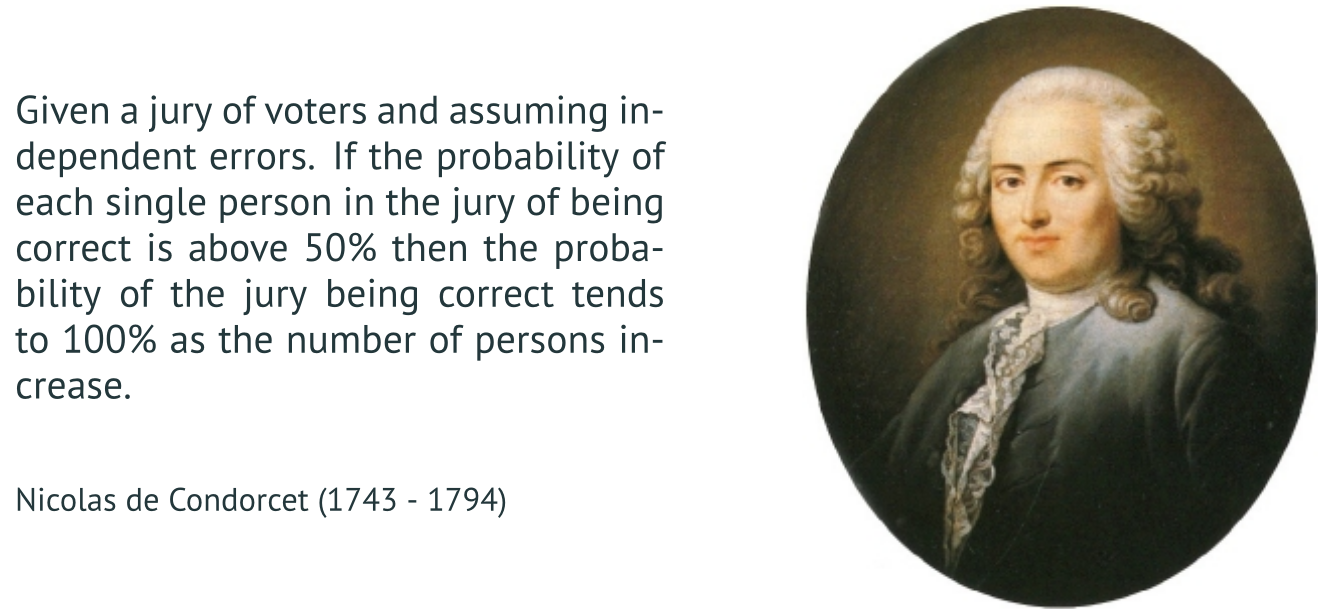 Given a jury of voters and assuming in-
dependent errors. If the probability of
each single person in the jury of being
correct is above 50% then the proba-
bility of the jury being correct tends
to 100% as the number of persons in-
crease.
Nicolas de Condorcet (1743 - 1794)